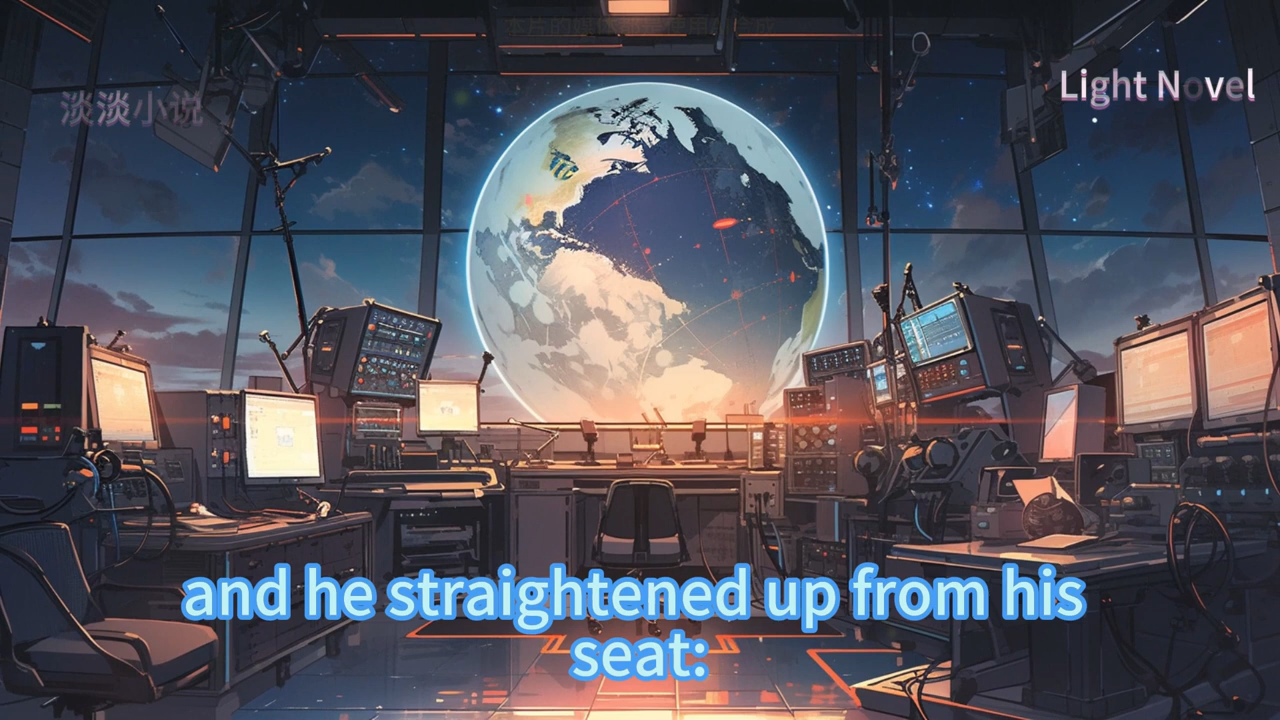 淡淡小说
Light Novel
and he straightened up from his
seat: